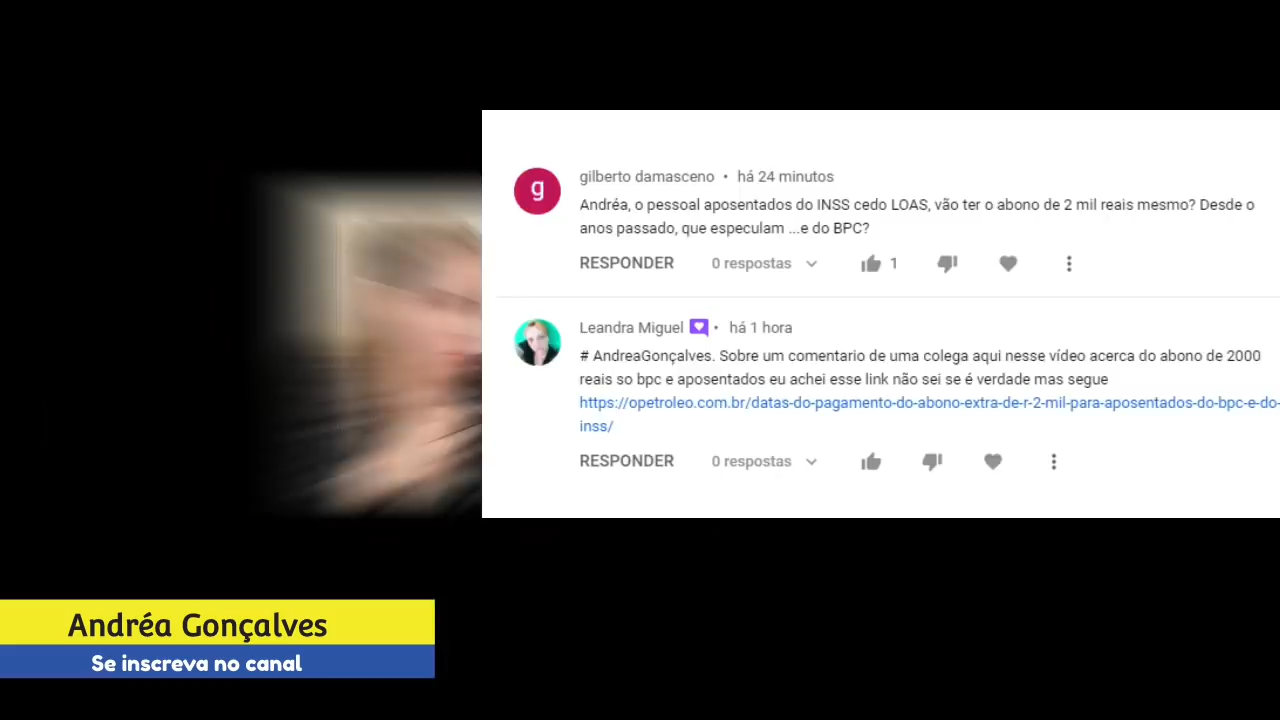 gilberto damasceno • há 24 minutos
Andréa, o pessoal aposentados do INSS cedo LOAS, vão ter o abono de 2 mil reais mesmo? Desde o
anos passado, que especulam ...e do BPC?
RESPONDER 0 respostas 1
Leandra Miguel • há 1 hora
# AndreaGonçalves. Sobre um comentario de uma colega aqui nesse vídeo acerca do abono de 2000
reais so bpc e aposentados eu achei esse link não sei se é verdade mas segue
https://opetroleo.com.br/datas-do-pagamento-do-abono-extra-de-r-2-mil-para-aposentados-do-bpc-e-do-
inss/
RESPONDER 0 respostas
Andréa Gonçalves
Se inscreva no canal